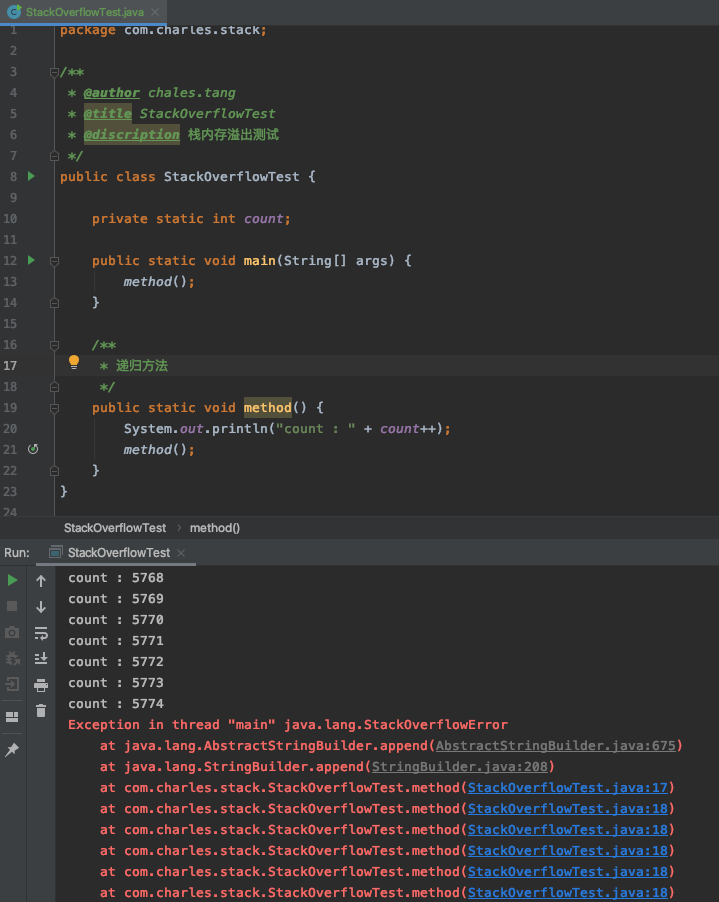 StackOverflowTest.java
1 package com.charles.stack;
2
3 /**
4 * @author chales.tang
5 * @title StackOverflowTest
6 * @discription 栈内存溢出测试
7 */
8 public class StackOverflowTest {
9
10 private static int count;
11
12 public static void main(String[] args) {
13 method();
14 }
15
16 /**
17 * 递归方法
18 */
19 public static void method() {
20 System.out.println("count : " + count++);
21 method();
22 }
23 }
24
StackOverflowTest method()
Run: StackOverflowTest
count : 5768
count : 5769
count : 5770
count : 5771
count : 5772
count : 5773
count : 5774
Exception in thread "main" java.lang.StackOverflowError
at java.lang.AbstractStringBuilder.append(AbstractStringBuilder.java:675)
at java.lang.StringBuilder.append(StringBuilder.java:208)
at com.charles.stack.StackOverflowTest.method(StackOverflowTest.java:17)
at com.charles.stack.StackOverflowTest.method(StackOverflowTest.java:18)
at com.charles.stack.StackOverflowTest.method(StackOverflowTest.java:18)
at com.charles.stack.StackOverflowTest.method(StackOverflowTest.java:18)
at com.charles.stack.StackOverflowTest.method(StackOverflowTest.java:18)
at com.charles.stack.StackOverflowTest.method(StackOverflowTest.java:18)